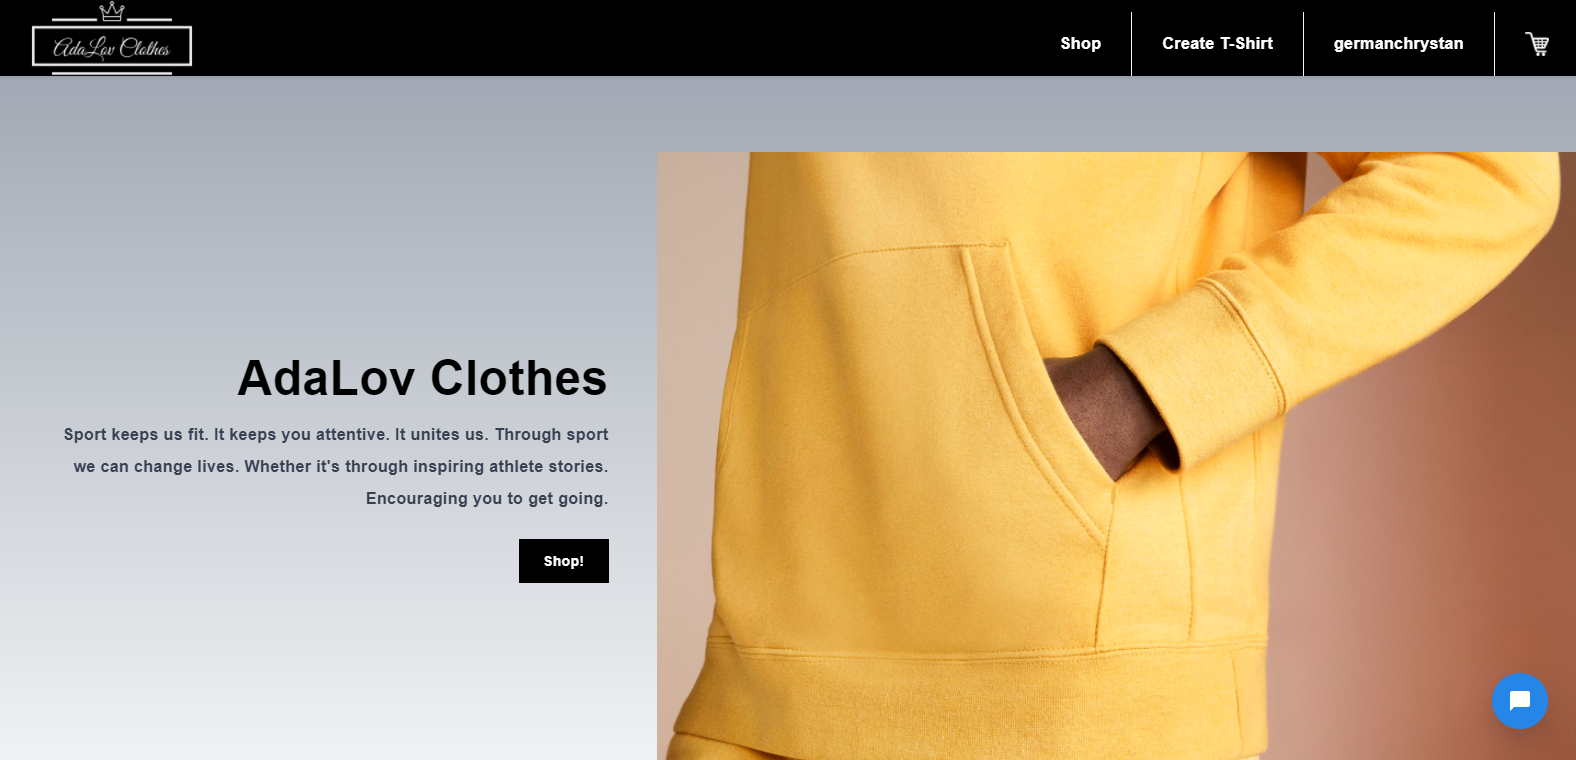 AdaLov Clothes
Shop
Create T-Shirt
germanchrystan
AdaLov Clothes
Sport keeps us fit. It keeps you attentive. It unites us. Through sport
we can change lives. Whether it's through inspiring athlete stories.
Encouraging you to get going.
Shop!